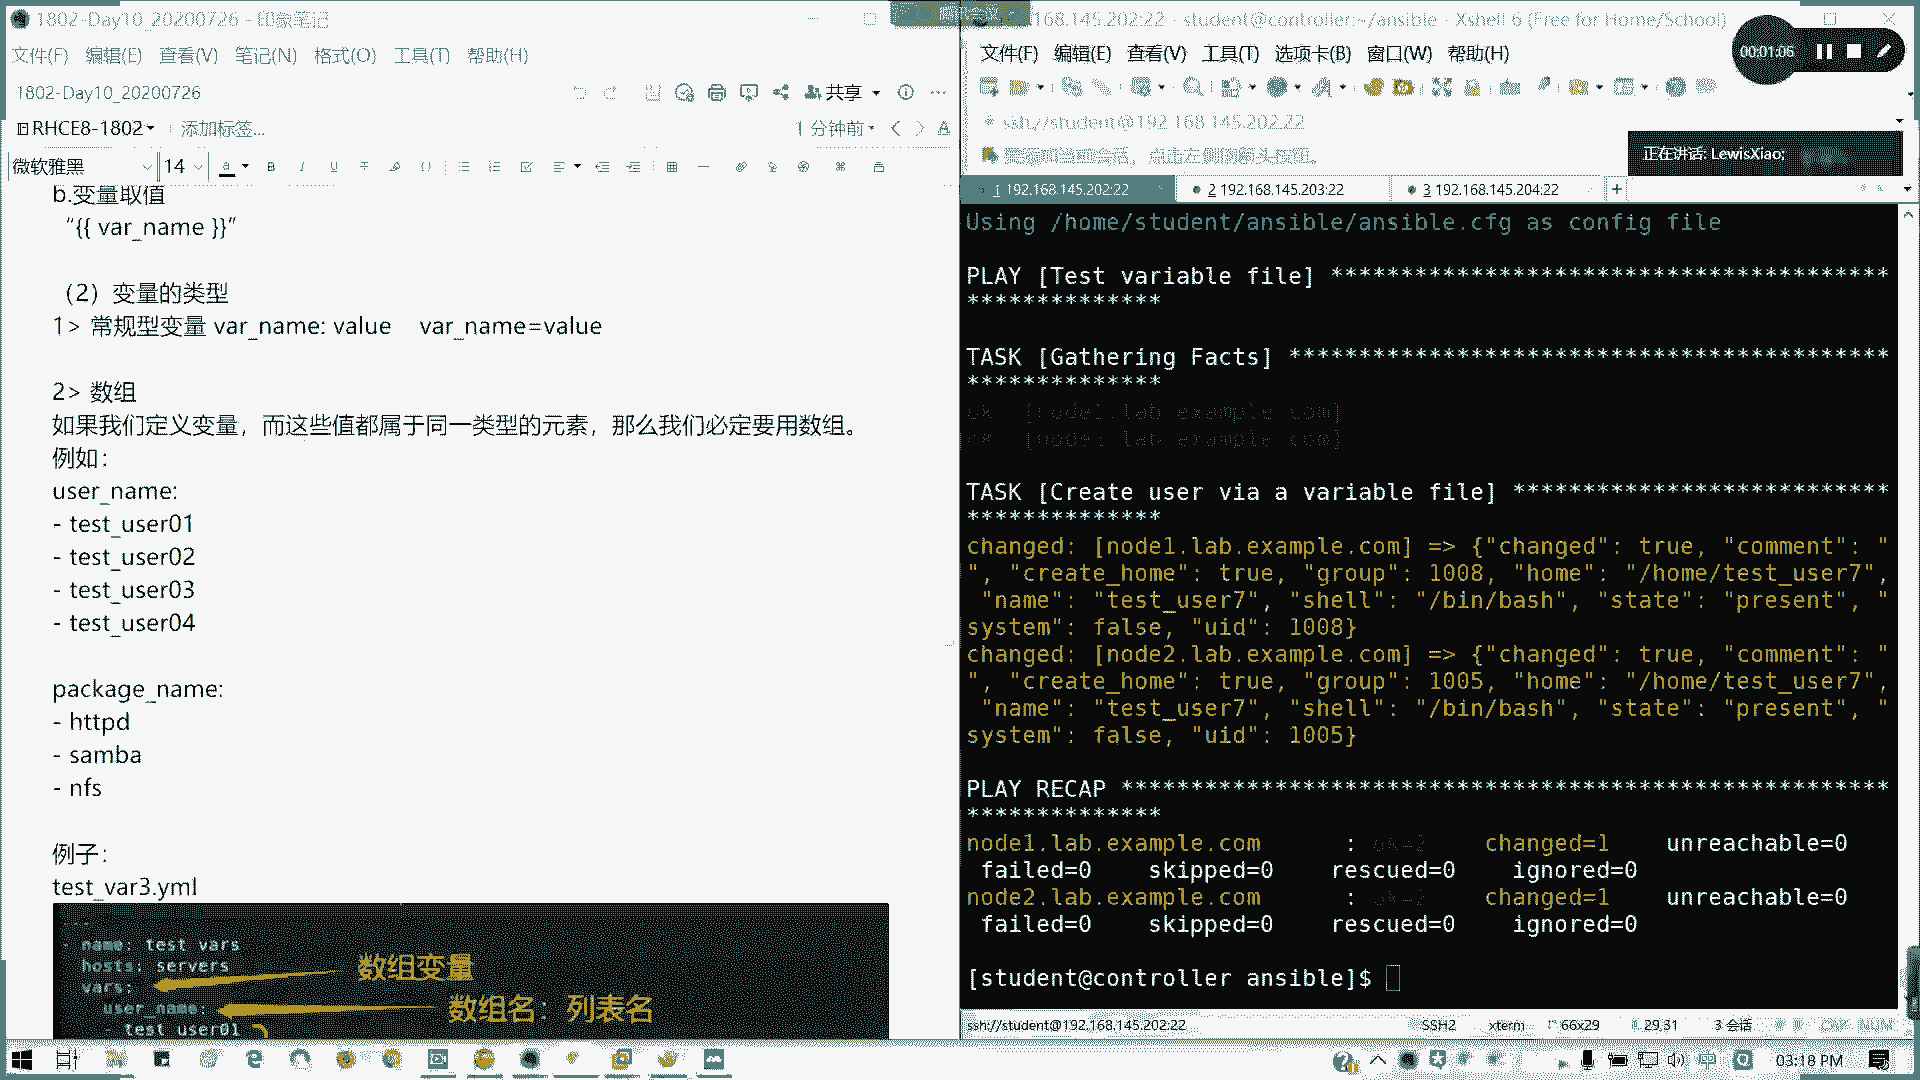 1802-Day10_20200726 - 印象笔记
文件(F) 编辑(E) 查看(V) 笔记(N) 格式(O) 工具(T) 帮助(H)
1802-Day10_20200726
共享
RHCE8-1802
添加标签...
1 分钟前
微软雅黑 14
b.变量取值
“{{ var_name }}”
（2）变量的类型
1> 常规型变量 var_name: value var_name=value
2> 数组
如果我们定义变量，而这些值都属于同一类型的元素，那么我们必定要用数组。
例如：
user_name:
- test_user01
- test_user02
- test_user03
- test_user04
package_name:
- httpd
- samba
- nfs
例子：
test_var3.yml
---
- name: test vars
hosts: servers
vars:
user_name:
- test_user01
数组变量
数组名：列表名
168.145.202:22 - student@controller:~/ansible - Xshell 6 (Free for Home/School)
00:01:05
文件(F) 编辑(E) 查看(V) 工具(T) 选项卡(B) 窗口(W) 帮助(H)
ssh://student@192.168.145.202:22
要添加当前会话，点击左侧的箭头按钮。
正在讲话: LewisXiao;
1 192.168.145.202:22
2 192.168.145.203:22
3 192.168.145.204:22
Using /home/student/ansible/ansible.cfg as config file
PLAY [Test variable file] ****************************************
**************
TASK [Gathering Facts] *******************************************
**************
ok: [node2.lab.example.com]
ok: [node1.lab.example.com]
TASK [Create user via a variable file] ***************************
**************
changed: [node1.lab.example.com] => {"changed": true, "comment": "
", "create_home": true, "group": 1008, "home": "/home/test_user7",
"name": "test_user7", "shell": "/bin/bash", "state": "present", "
system": false, "uid": 1008}
changed: [node2.lab.example.com] => {"changed": true, "comment": "
", "create_home": true, "group": 1005, "home": "/home/test_user7",
"name": "test_user7", "shell": "/bin/bash", "state": "present", "
system": false, "uid": 1005}
PLAY RECAP *******************************************************
**************
node1.lab.example.com : ok=2 changed=1 unreachable=0
failed=0 skipped=0 rescued=0 ignored=0
node2.lab.example.com : ok=2 changed=1 unreachable=0
failed=0 skipped=0 rescued=0 ignored=0
[student@controller ansible]$
ssh://student@192.168.145.202:22 SSH2 xterm 66x29 29,31 3 会话 CAP NUM
03:18 PM